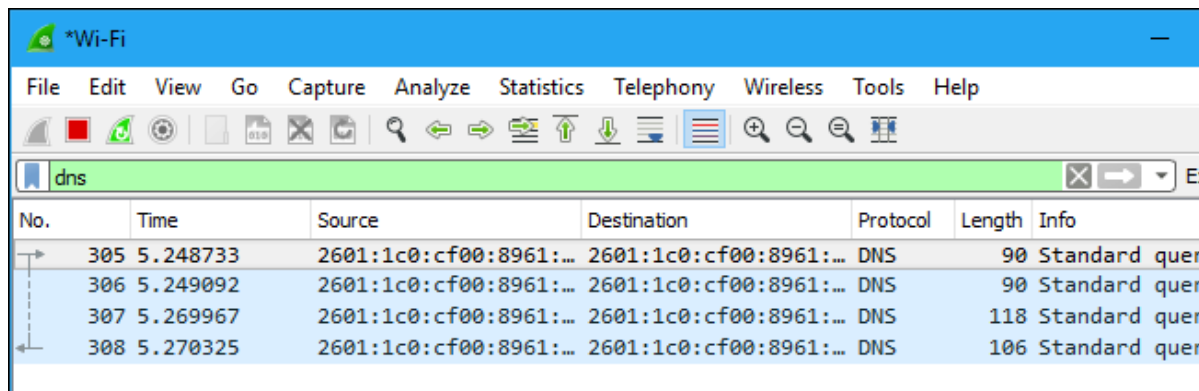 *Wi-Fi
File Edit View Go Capture Analyze Statistics Telephony Wireless Tools Help
dns
No. Time Source Destination Protocol Length Info
305 5.248733 2601:1c0:cf00:8961:… 2601:1c0:cf00:8961:… DNS 90 Standard quer
306 5.249092 2601:1c0:cf00:8961:… 2601:1c0:cf00:8961:… DNS 90 Standard quer
307 5.269967 2601:1c0:cf00:8961:… 2601:1c0:cf00:8961:… DNS 118 Standard quer
308 5.270325 2601:1c0:cf00:8961:… 2601:1c0:cf00:8961:… DNS 106 Standard quer